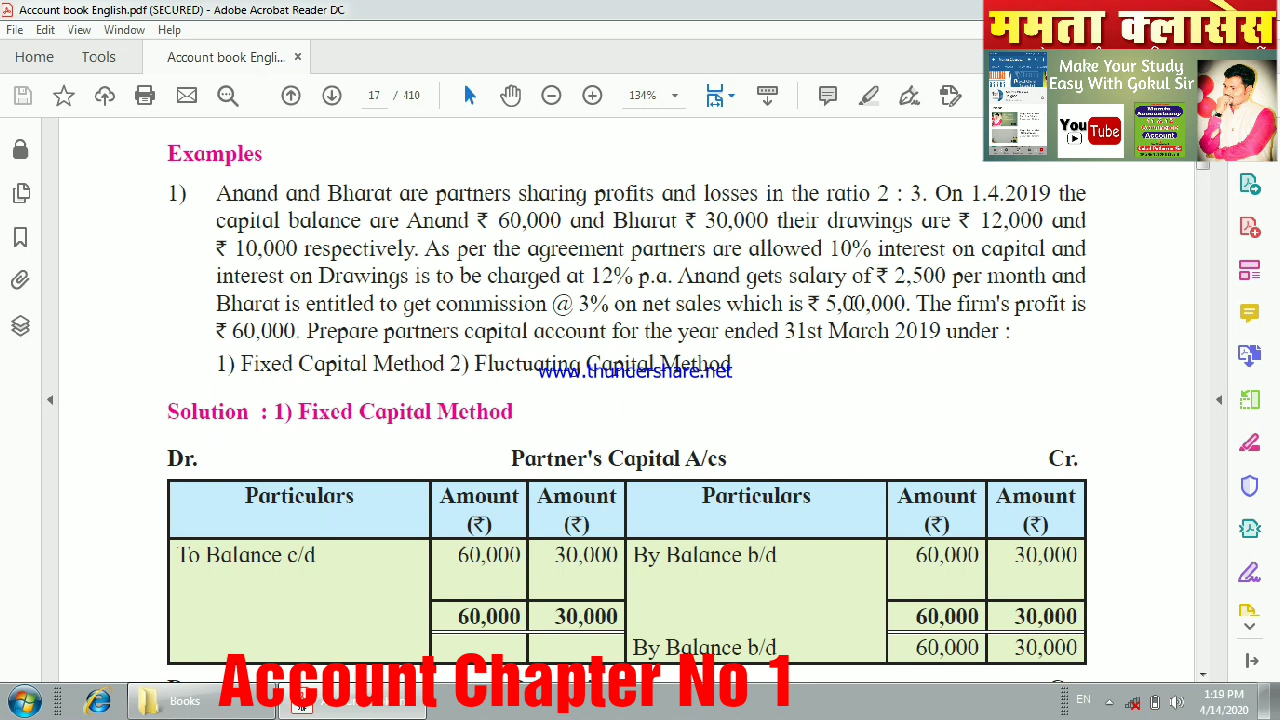 Account book English.pdf (SECURED) - Adobe Acrobat Reader DC
File Edit View Window Help
Home Tools Account book Engli... ×
17 / 410 134%
ममता क्लासेस
Make Your Study
Easy With Gokul Sir
You Tube
Examples
1) Anand and Bharat are partners sharing profits and losses in the ratio 2 : 3. On 1.4.2019 the
capital balance are Anand ₹ 60,000 and Bharat ₹ 30,000 their drawings are ₹ 12,000 and
₹ 10,000 respectively. As per the agreement partners are allowed 10% interest on capital and
interest on Drawings is to be charged at 12% p.a. Anand gets salary of ₹ 2,500 per month and
Bharat is entitled to get commission @ 3% on net sales which is ₹ 5,00,000. The firm's profit is
₹ 60,000. Prepare partners capital account for the year ended 31st March 2019 under :
1) Fixed Capital Method 2) Fluctuating Capital Method
www.thundershare.net
Solution : 1) Fixed Capital Method
Dr. Partner's Capital A/cs Cr.
Particulars Amount Amount Particulars Amount Amount
(₹) (₹) (₹) (₹)
To Balance c/d 60,000 30,000 By Balance b/d 60,000 30,000
60,000 30,000 60,000 30,000
By Balance b/d 60,000 30,000
Account Chapter No 1
Books
EN 1:19 PM
4/14/2020